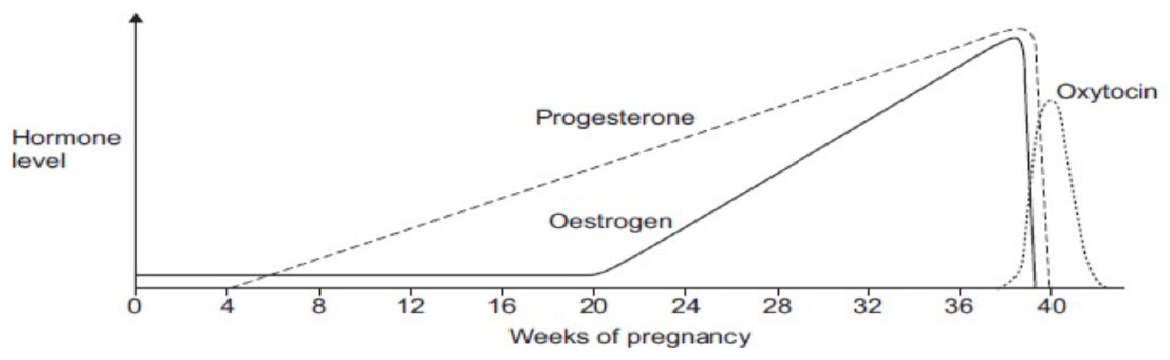 Oxytocin
Progesterone
Hormone
level
Oestrogen
0 4 8 12 16 20 24 28 32 36 40
Weeks of pregnancy